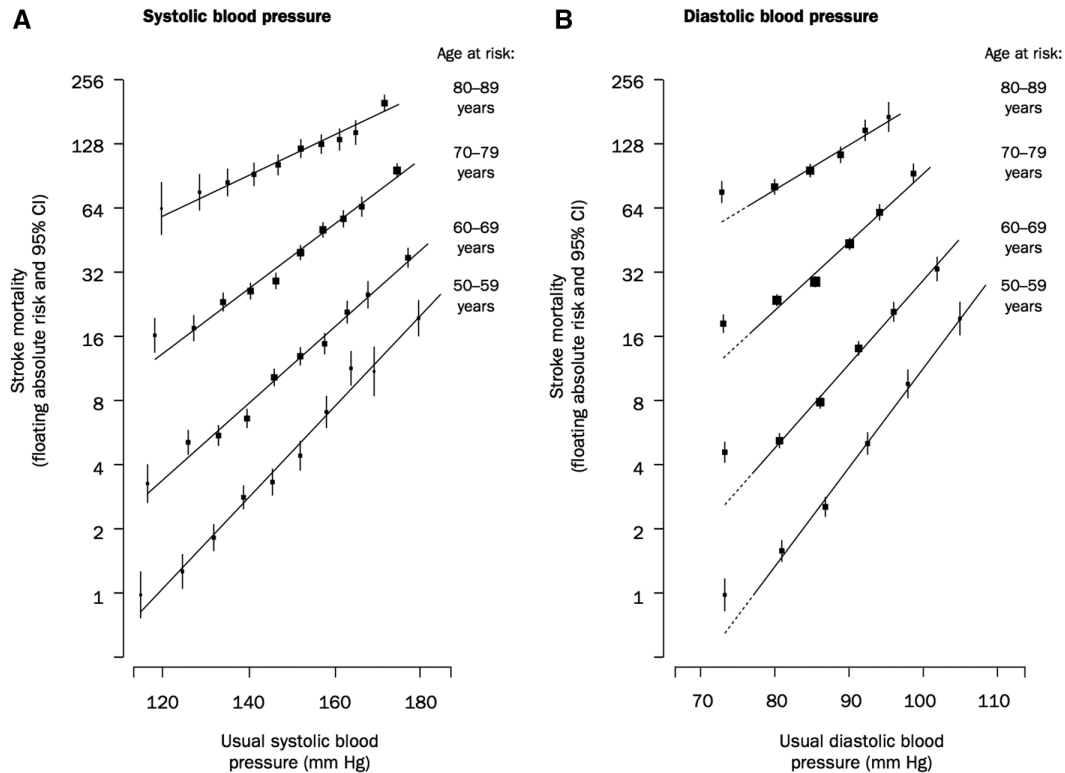 A
Systolic blood pressure
Age at risk:
256
128
64
32
16
8
4
2
1
80–89
years
70–79
years
60–69
years
50–59
years
Stroke mortality
(floating absolute risk and 95% CI)
120
140
160
180
Usual systolic blood
pressure (mm Hg)
B
Diastolic blood pressure
Age at risk:
256
128
64
32
16
8
4
2
1
80–89
years
70–79
years
60–69
years
50–59
years
Stroke mortality
(floating absolute risk and 95% CI)
70
80
90
100
110
Usual diastolic blood
pressure (mm Hg)